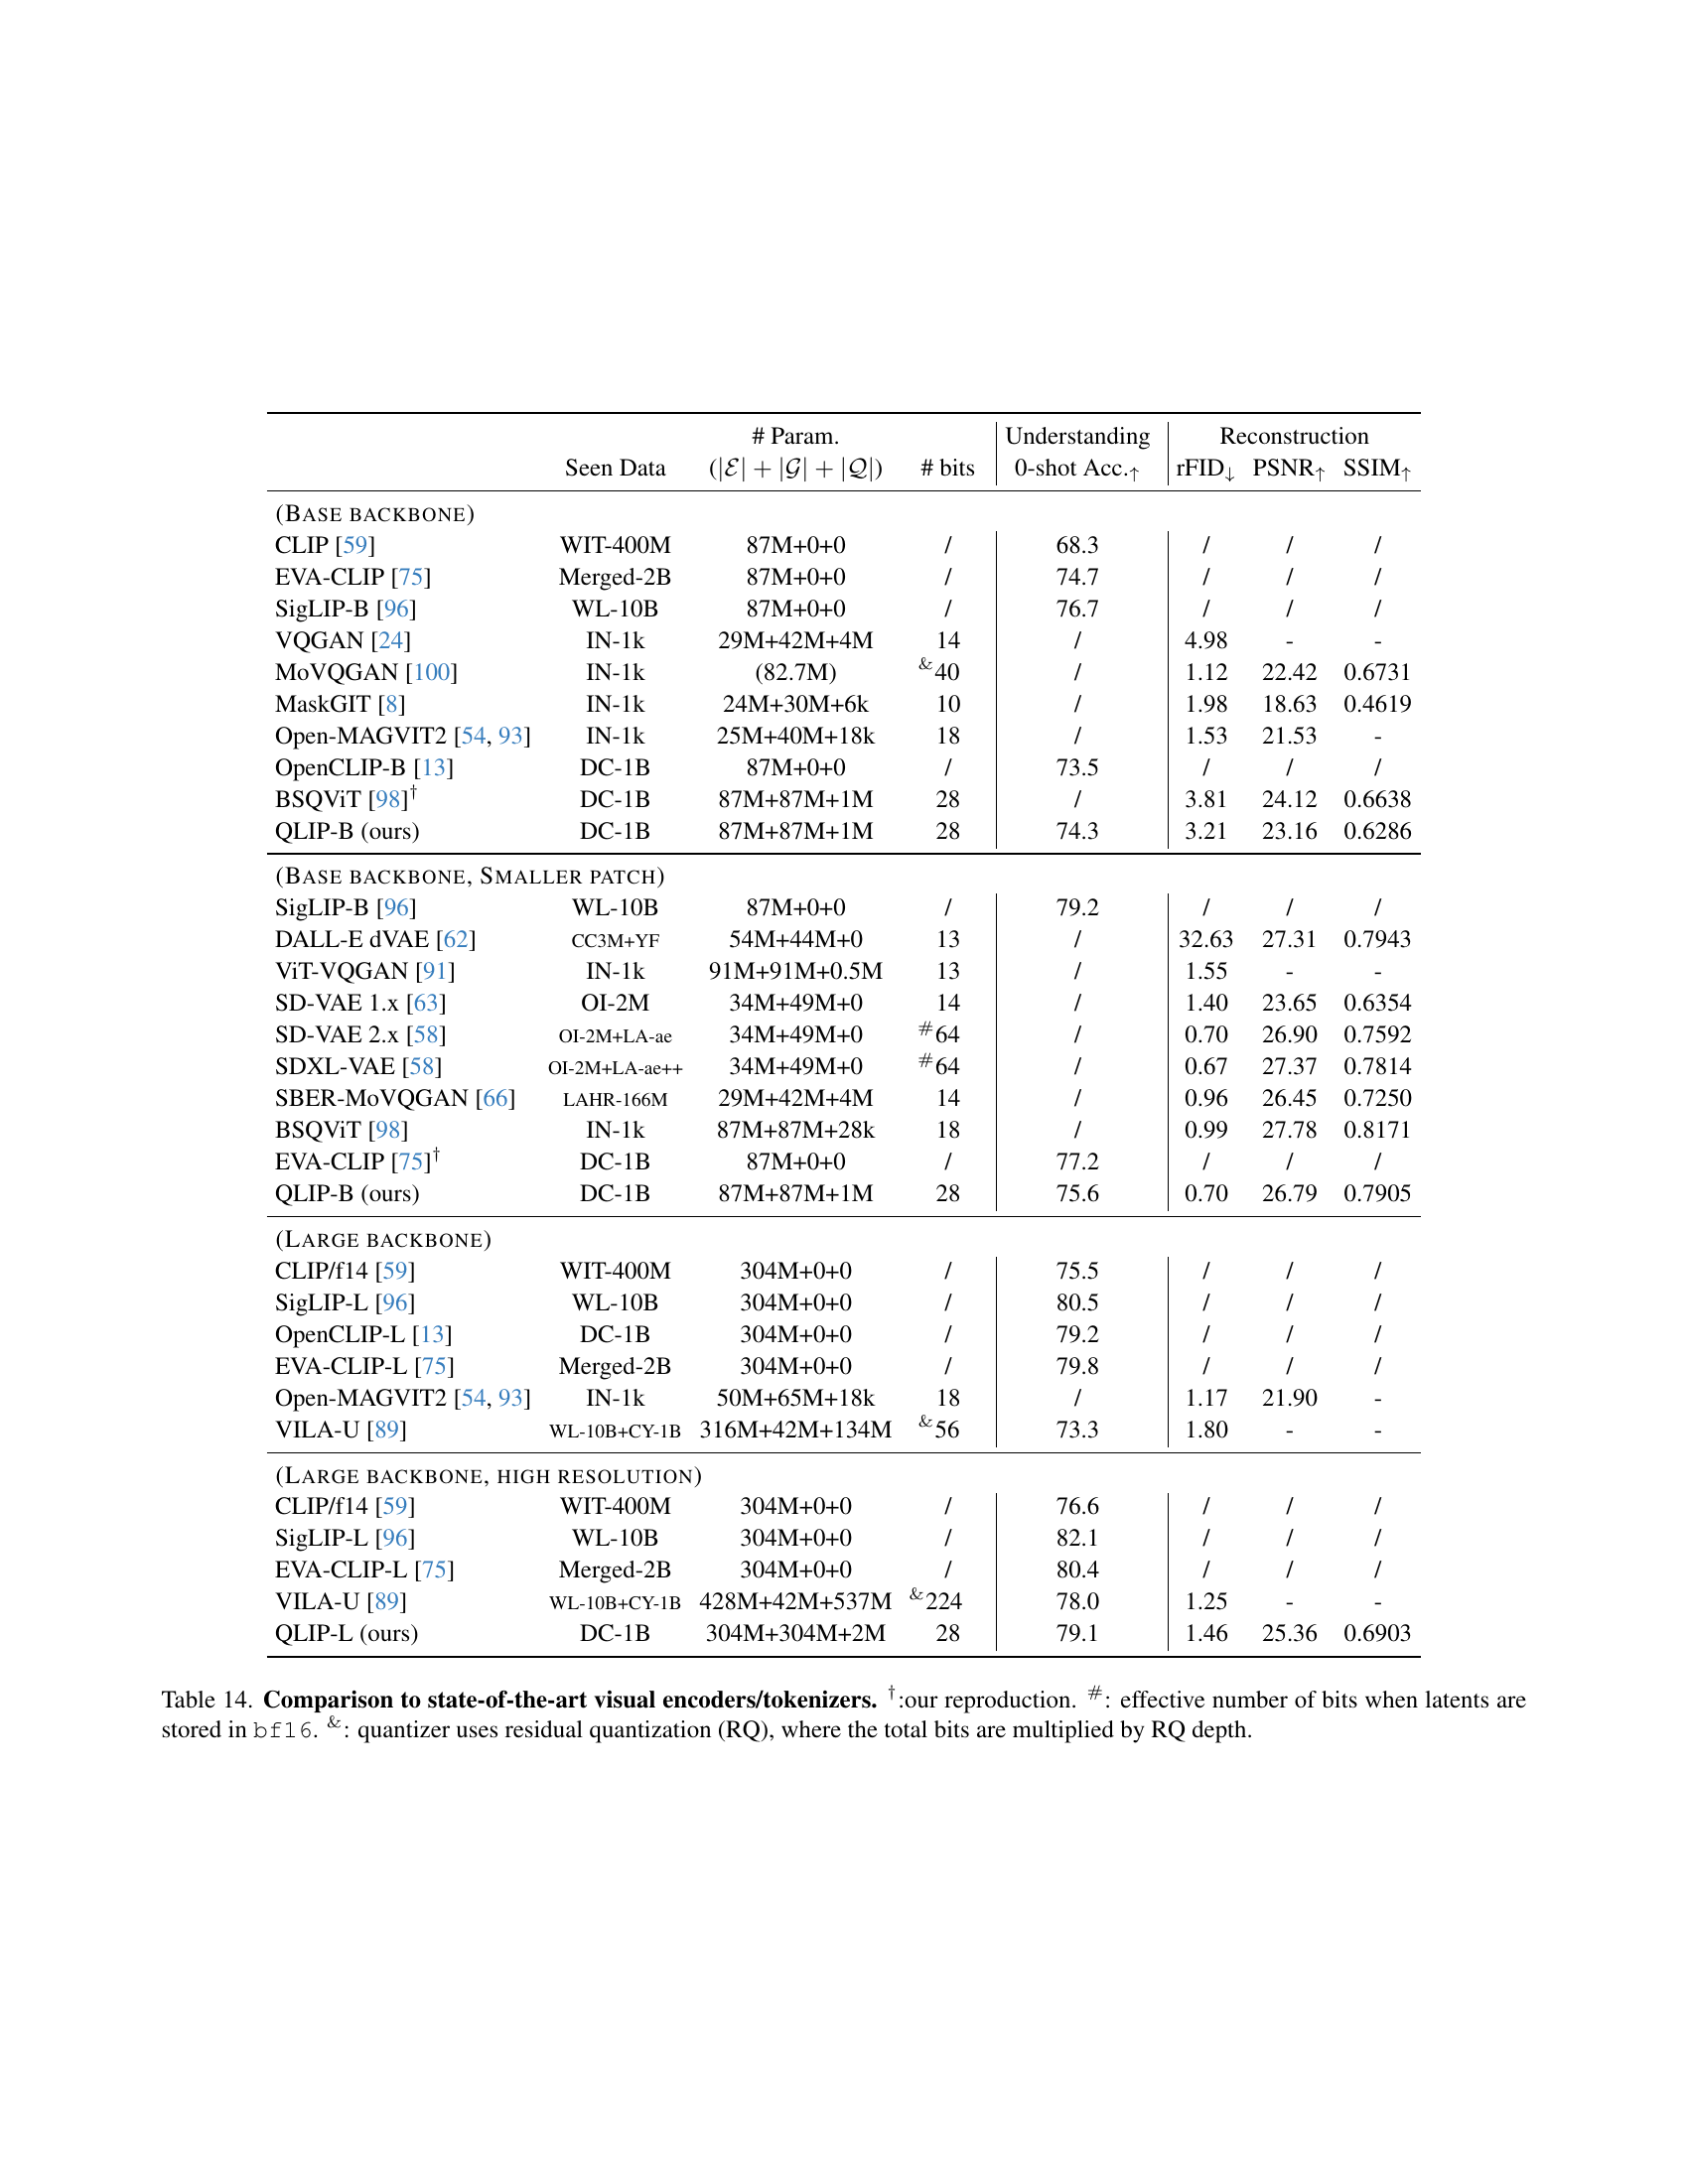 # Param. Understanding Reconstruction
Seen Data (|ℰ| + |𝒢| + |𝒬|) # bits 0-shot Acc.↑ rFID↓ PSNR↑ SSIM↑
(BASE BACKBONE)
CLIP [59] WIT-400M 87M+0+0 / 68.3 / / /
EVA-CLIP [75] Merged-2B 87M+0+0 / 74.7 / / /
SigLIP-B [96] WL-10B 87M+0+0 / 76.7 / / /
VQGAN [24] IN-1k 29M+42M+4M 14 / 4.98 - -
MoVQGAN [100] IN-1k (82.7M) &40 / 1.12 22.42 0.6731
MaskGIT [8] IN-1k 24M+30M+6k 10 / 1.98 18.63 0.4619
Open-MAGVIT2 [54, 93] IN-1k 25M+40M+18k 18 / 1.53 21.53 -
OpenCLIP-B [13] DC-1B 87M+0+0 / 73.5 / / /
BSQViT [98]† DC-1B 87M+87M+1M 28 / 3.81 24.12 0.6638
QLIP-B (ours) DC-1B 87M+87M+1M 28 74.3 3.21 23.16 0.6286
(BASE BACKBONE, SMALLER PATCH)
SigLIP-B [96] WL-10B 87M+0+0 / 79.2 / / /
DALL-E dVAE [62] CC3M+YF 54M+44M+0 13 / 32.63 27.31 0.7943
ViT-VQGAN [91] IN-1k 91M+91M+0.5M 13 / 1.55 - -
SD-VAE 1.x [63] OI-2M 34M+49M+0 14 / 1.40 23.65 0.6354
SD-VAE 2.x [58] OI-2M+LA-ae 34M+49M+0 #64 / 0.70 26.90 0.7592
SDXL-VAE [58] OI-2M+LA-ae++ 34M+49M+0 #64 / 0.67 27.37 0.7814
SBER-MoVQGAN [66] LAHR-166M 29M+42M+4M 14 / 0.96 26.45 0.7250
BSQViT [98] IN-1k 87M+87M+28k 18 / 0.99 27.78 0.8171
EVA-CLIP [75]† DC-1B 87M+0+0 / 77.2 / / /
QLIP-B (ours) DC-1B 87M+87M+1M 28 75.6 0.70 26.79 0.7905
(LARGE BACKBONE)
CLIP/f14 [59] WIT-400M 304M+0+0 / 75.5 / / /
SigLIP-L [96] WL-10B 304M+0+0 / 80.5 / / /
OpenCLIP-L [13] DC-1B 304M+0+0 / 79.2 / / /
EVA-CLIP-L [75] Merged-2B 304M+0+0 / 79.8 / / /
Open-MAGVIT2 [54, 93] IN-1k 50M+65M+18k 18 / 1.17 21.90 -
VILA-U [89] WL-10B+CY-1B 316M+42M+134M &56 73.3 1.80 - -
(LARGE BACKBONE, HIGH RESOLUTION)
CLIP/f14 [59] WIT-400M 304M+0+0 / 76.6 / / /
SigLIP-L [96] WL-10B 304M+0+0 / 82.1 / / /
EVA-CLIP-L [75] Merged-2B 304M+0+0 / 80.4 / / /
VILA-U [89] WL-10B+CY-1B 428M+42M+537M &224 78.0 1.25 - -
QLIP-L (ours) DC-1B 304M+304M+2M 28 79.1 1.46 25.36 0.6903
Table 14. Comparison to state-of-the-art visual encoders/tokenizers. †:our reproduction. #: effective number of bits when latents are
stored in bf16. &: quantizer uses residual quantization (RQ), where the total bits are multiplied by RQ depth.